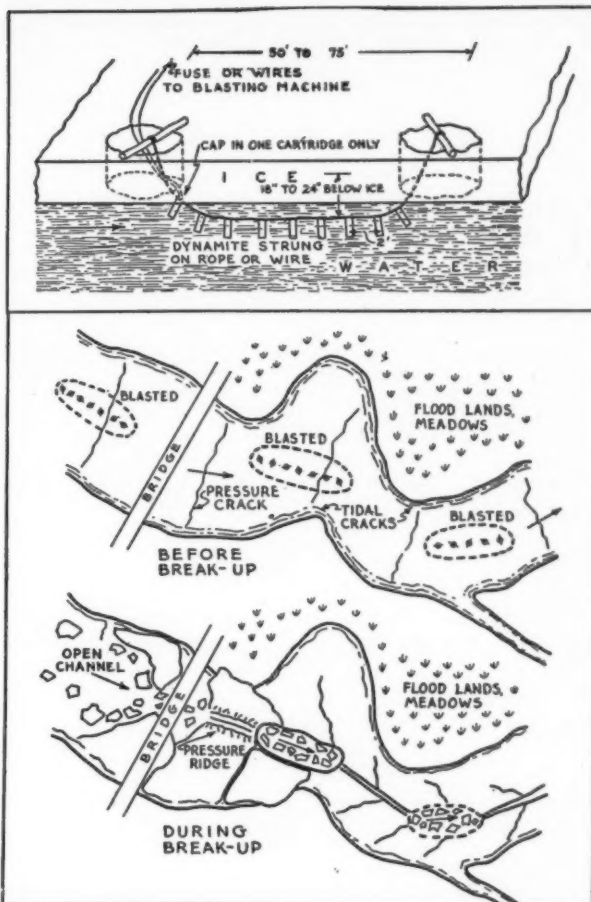 50' TO 75'
FUSE OR WIRES
TO BLASTING MACHINE
CAP IN ONE CARTRIDGE ONLY
I C E
18" TO 24" BELOW ICE
2'
DYNAMITE STRUNG
ON ROPE OR WIRE
W A T E R
BLASTED
BRIDGE
BLASTED
FLOOD LANDS,
MEADOWS
PRESSURE
CRACK
TIDAL
CRACKS
BLASTED
BEFORE
BREAK-UP
OPEN
CHANNEL
BRIDGE
FLOOD LANDS,
MEADOWS
PRESSURE
RIDGE
DURING
BREAK-UP